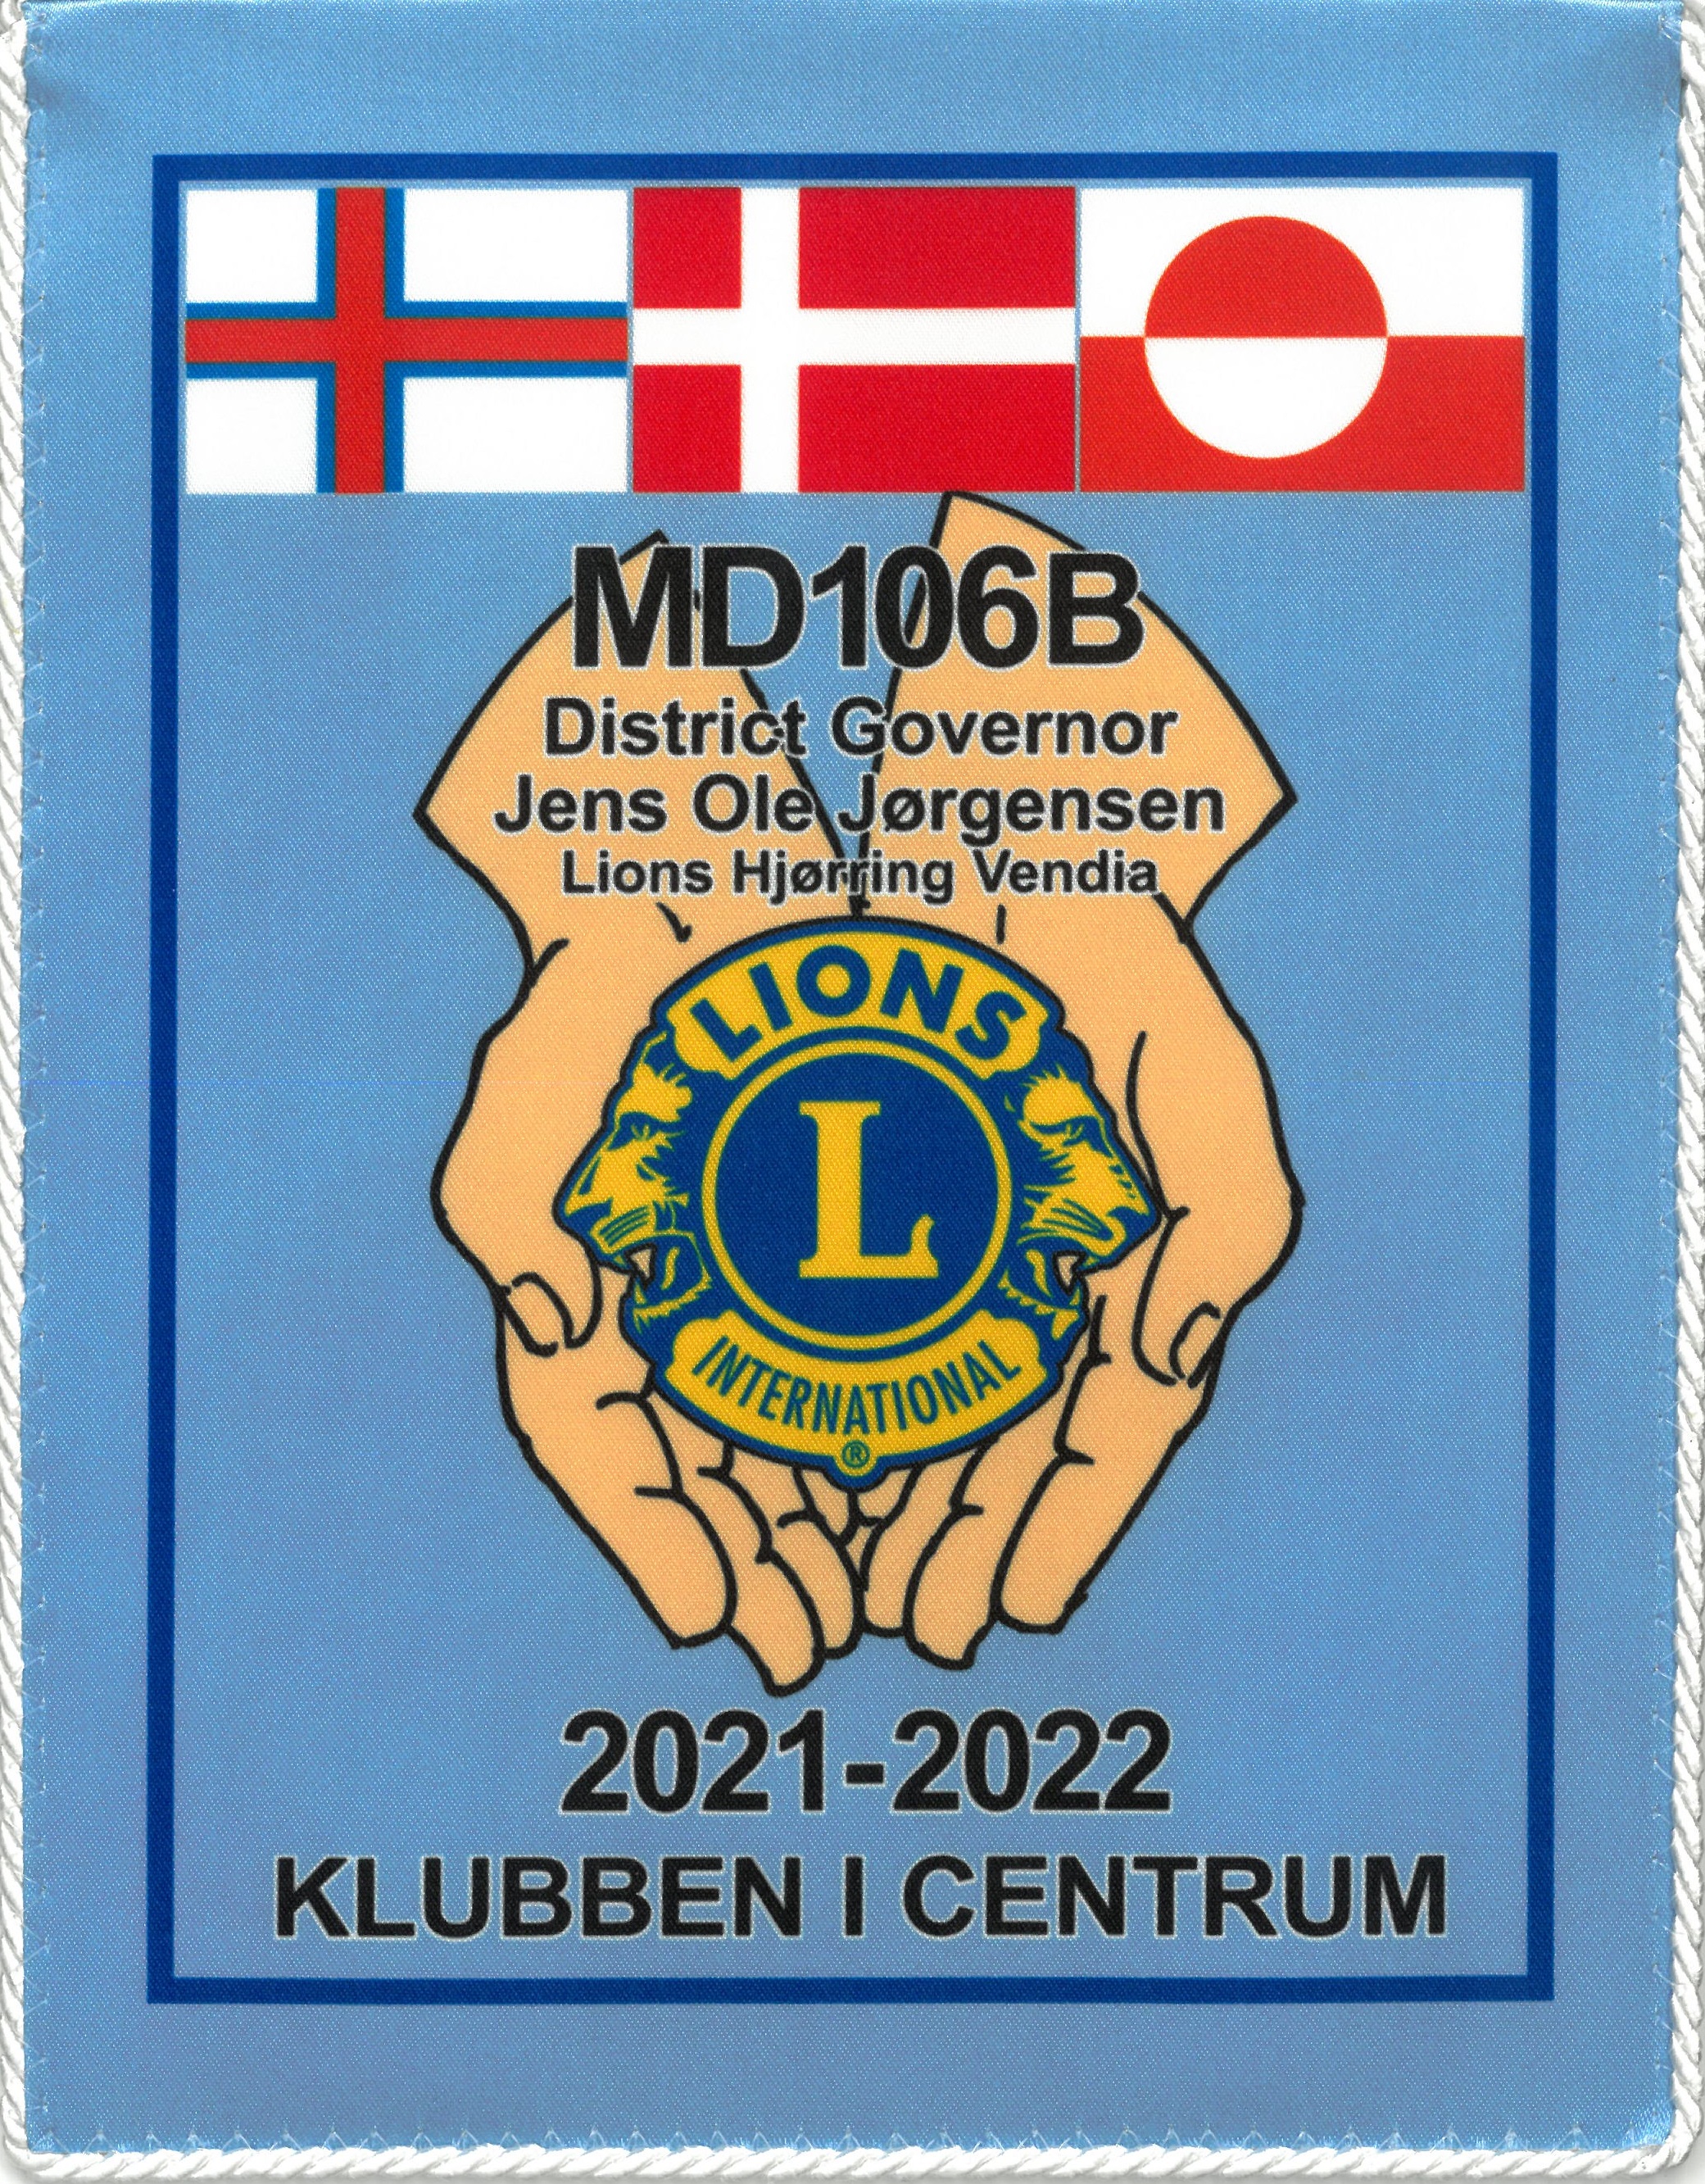 MD106B
District Governor
Jens Ole Jørgensen
Lions Hjørring Vendia
LIONS
L
INTERNATIONAL
®
2021-2022
KLUBBEN I CENTRUM